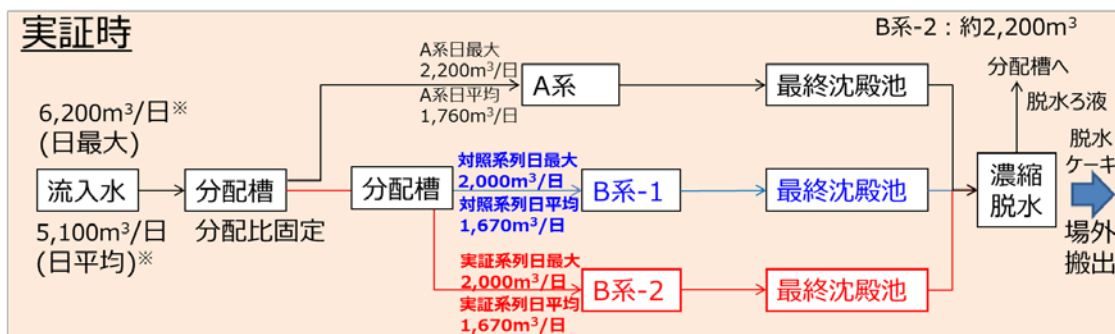 実証時
B系-2：約2,200m³
A系日最大
2,200m³/日
A系日平均
1,760m³/日
A系
最終沈殿池
分配槽へ
脱水ろ液
6,200m³/日※
(日最大)
流入水
5,100m³/日
(日平均)※
分配槽
分配比固定
分配槽
対照系列日最大
2,000m³/日
対照系列日平均
1,670m³/日
B系-1
最終沈殿池
実証系列日最大
2,000m³/日
実証系列日平均
1,670m³/日
B系-2
最終沈殿池
濃縮
脱水
脱水
ケーキ
場外
搬出